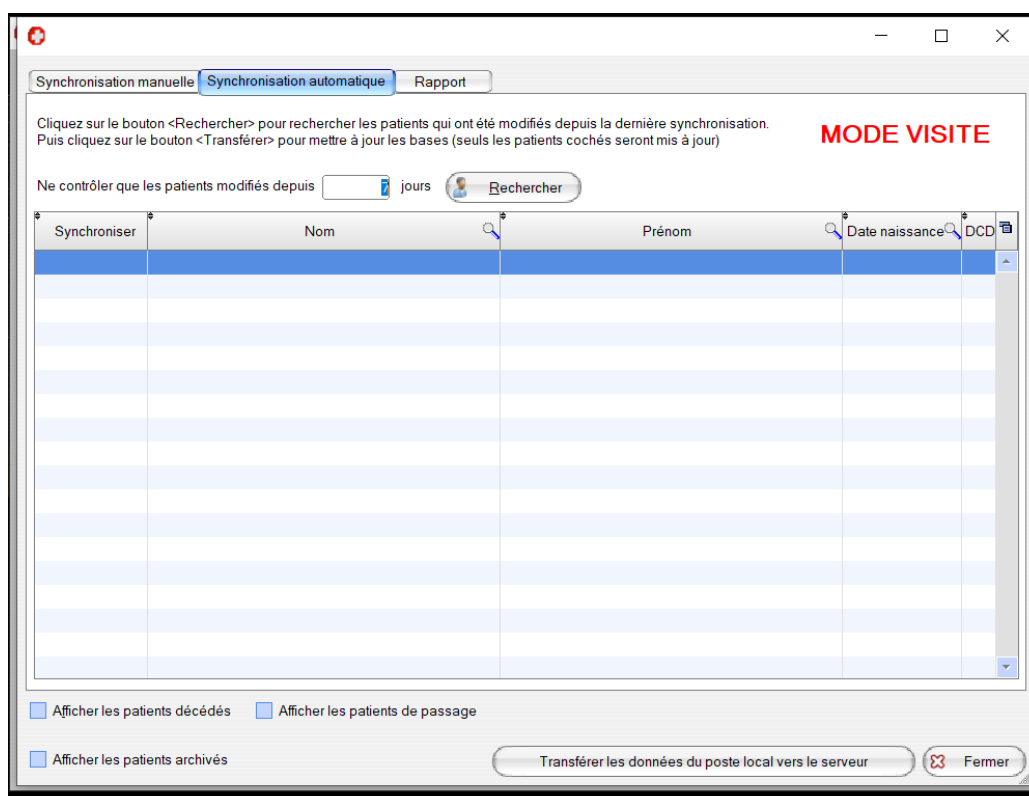 Synchronisation manuelle Synchronisation automatique Rapport
Cliquez sur le bouton <Rechercher> pour rechercher les patients qui ont été modifiés depuis la dernière synchronisation.
Puis cliquez sur le bouton <Transférer> pour mettre à jour les bases (seuls les patients cochés seront mis à jour)
MODE VISITE
Ne contrôler que les patients modifiés depuis 7 jours Rechercher
Synchroniser Nom Prénom Date naissance DCD
Afficher les patients décédés Afficher les patients de passage
Afficher les patients archivés Transférer les données du poste local vers le serveur Fermer